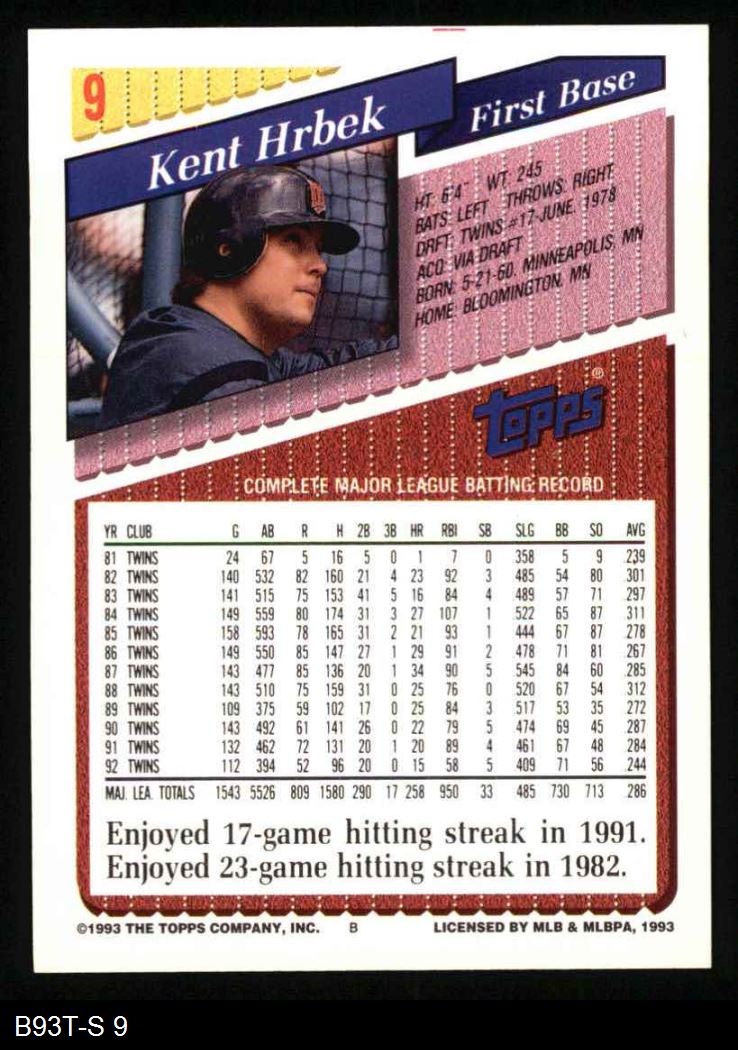 9
Kent Hrbek
First Base
HT: 6'4" WT: 245
BATS: LEFT THROWS: RIGHT
DRFT: TWINS #17-JUNE, 1978
ACQ: VIA DRAFT
BORN: 5-21-60, MINNEAPOLIS, MN
HOME: BLOOMINGTON, MN
topps®
COMPLETE MAJOR LEAGUE BATTING RECORD
YR CLUB G AB R H 2B 3B HR RBI SB SLG BB SO AVG
81 TWINS 24 67 5 16 5 0 1 7 0 .358 5 9 .239
82 TWINS 140 532 82 160 21 4 23 92 3 .485 54 80 .301
83 TWINS 141 515 75 153 41 5 16 84 4 .489 57 71 .297
84 TWINS 149 559 80 174 31 3 27 107 1 .522 65 87 .311
85 TWINS 158 593 78 165 31 2 21 93 1 .444 67 87 .278
86 TWINS 149 550 85 147 27 1 29 91 2 .478 71 81 .267
87 TWINS 143 477 85 136 20 1 34 90 5 .545 84 60 .285
88 TWINS 143 510 75 159 31 0 25 76 0 .520 67 54 .312
89 TWINS 109 375 59 102 17 0 25 84 3 .517 53 35 .272
90 TWINS 143 492 61 141 26 0 22 79 5 .474 69 45 .287
91 TWINS 132 462 72 131 20 1 20 89 4 .461 67 48 .284
92 TWINS 112 394 52 96 20 0 15 58 5 .409 71 56 .244
MAJ. LEA. TOTALS 1543 5526 809 1580 290 17 258 950 33 .485 730 713 .286
Enjoyed 17-game hitting streak in 1991.
Enjoyed 23-game hitting streak in 1982.
©1993 THE TOPPS COMPANY, INC. B LICENSED BY MLB & MLBPA, 1993
B93T-S 9